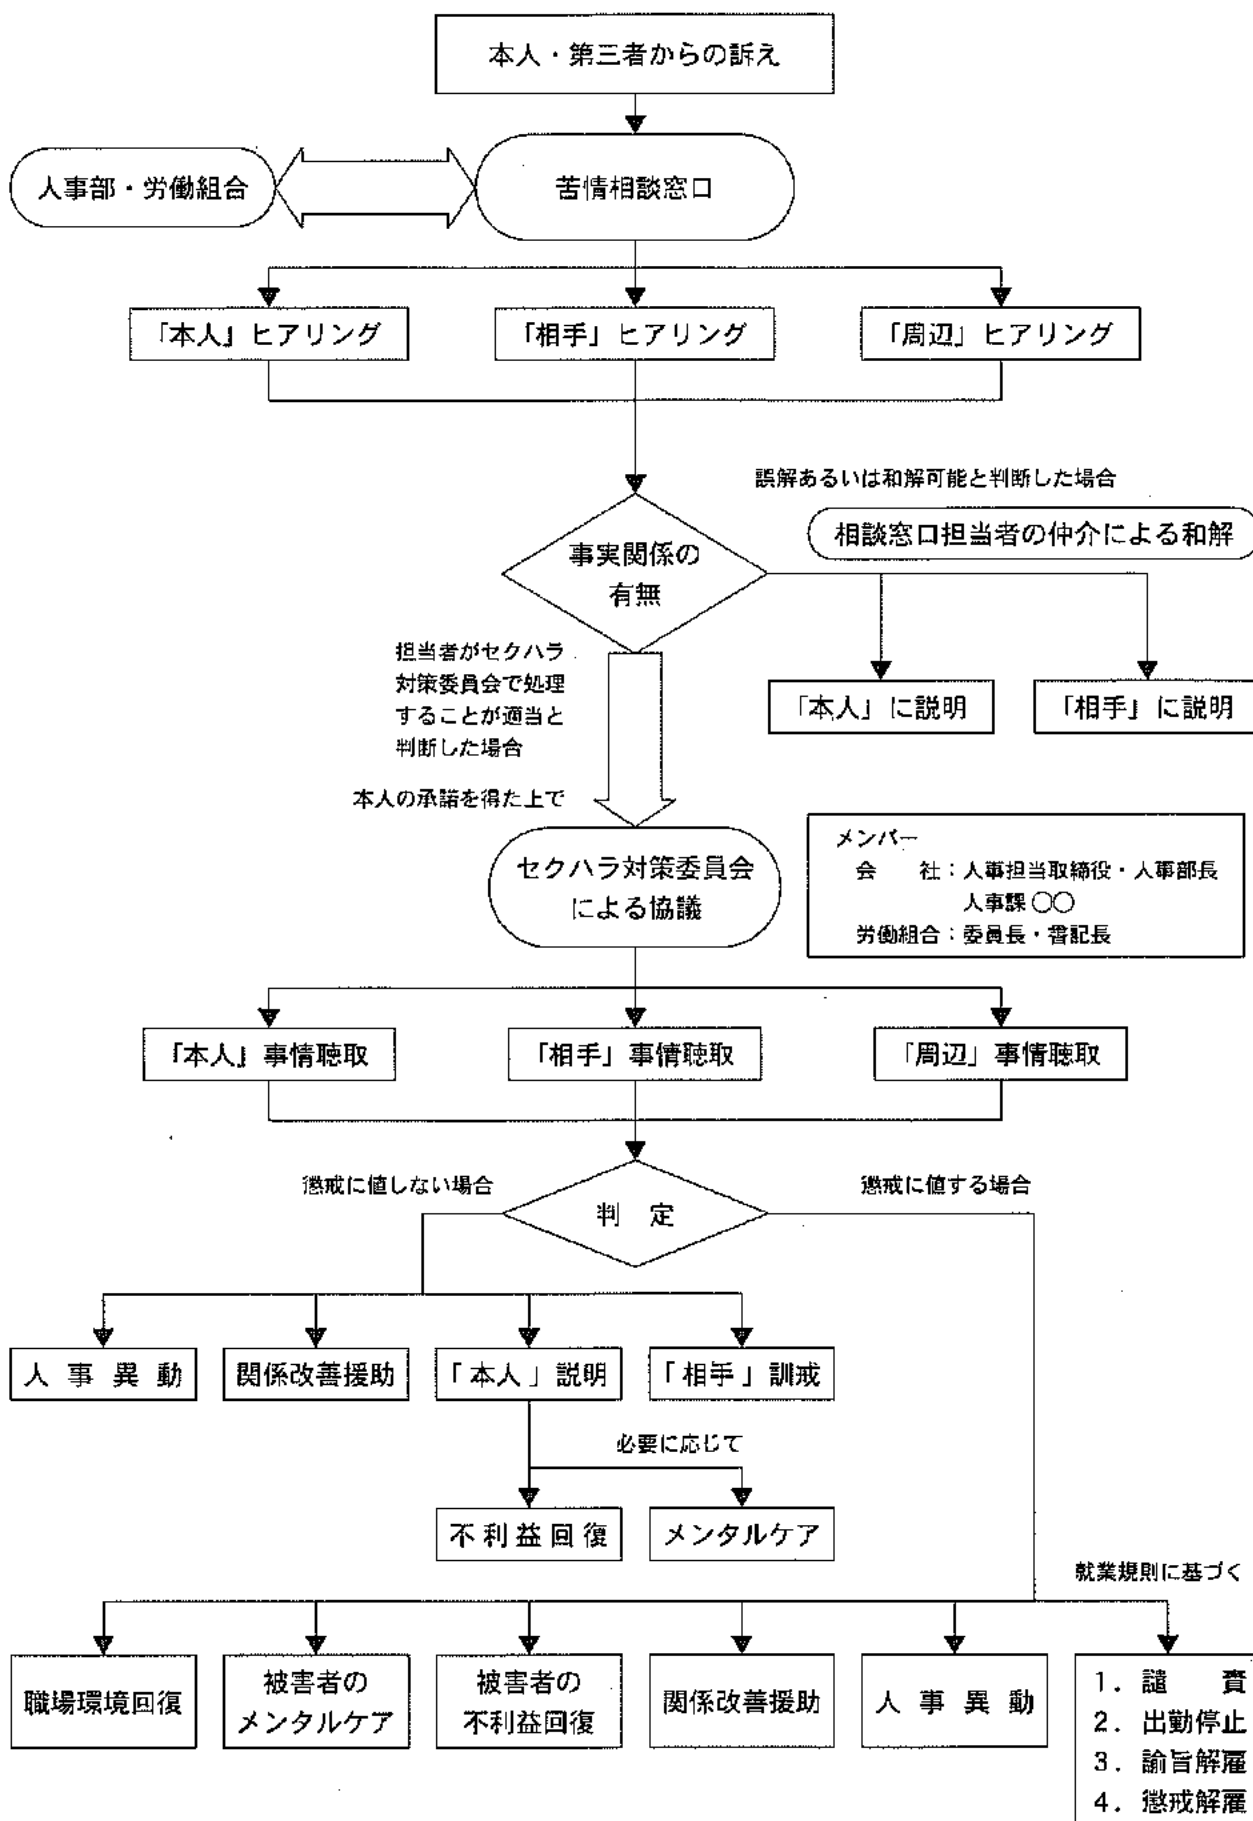 本人・第三者からの訴え
人事部・労働組合
苦情相談窓口
「本人」ヒアリング
「相手」ヒアリング
「周辺」ヒアリング
誤解あるいは和解可能と判断した場合
相談窓口担当者の仲介による和解
事実関係の
有無
担当者がセクハラ
対策委員会で処理
することが適当と
判断した場合
「本人」に説明
「相手」に説明
本人の承諾を得た上で
セクハラ対策委員会
による協議
メンバー
会　社：人事担当取締役・人事部長
人事課〇〇
労働組合：委員長・書記長
「本人」事情聴取
「相手」事情聴取
「周辺」事情聴取
懲戒に値しない場合
懲戒に値する場合
判　定
人 事 異 動
関係改善援助
「本人」説明
「相手」訓戒
必要に応じて
不利益回復
メンタルケア
就業規則に基づく
職場環境回復
被害者の
メンタルケア
被害者の
不利益回復
関係改善援助
人 事 異 動
1．譴　責
2．出勤停止
3．諭旨解雇
4．懲戒解雇